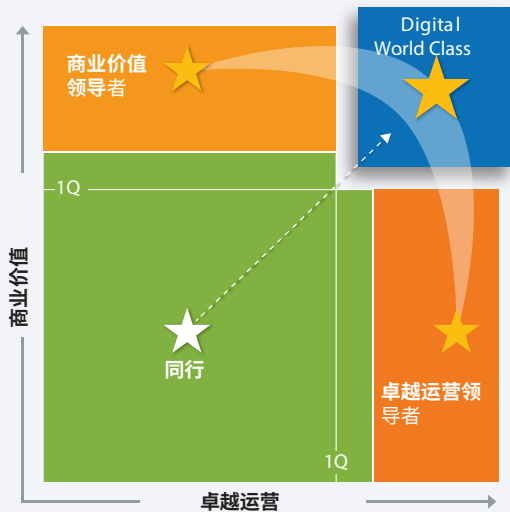 Digital
World Class
商业价值
领导者
1Q
商业价值
同行
卓越运营领
导者
1Q
卓越运营